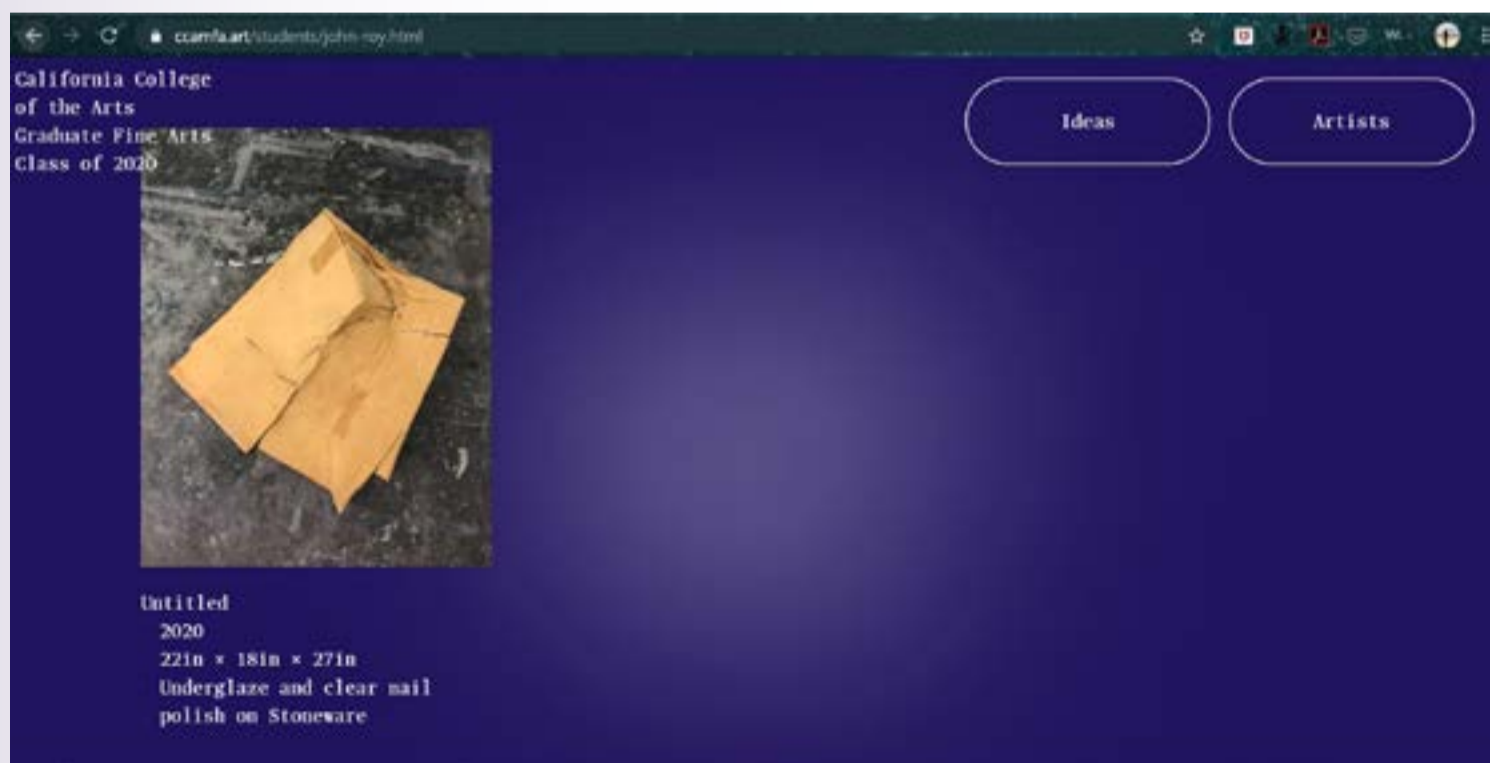 ccamfa.art/students/john-roy.html
California College
of the Arts
Graduate Fine Arts
Class of 2020
Ideas
Artists
Untitled
2020
22in × 18in × 27in
Underglaze and clear nail
polish on Stoneware